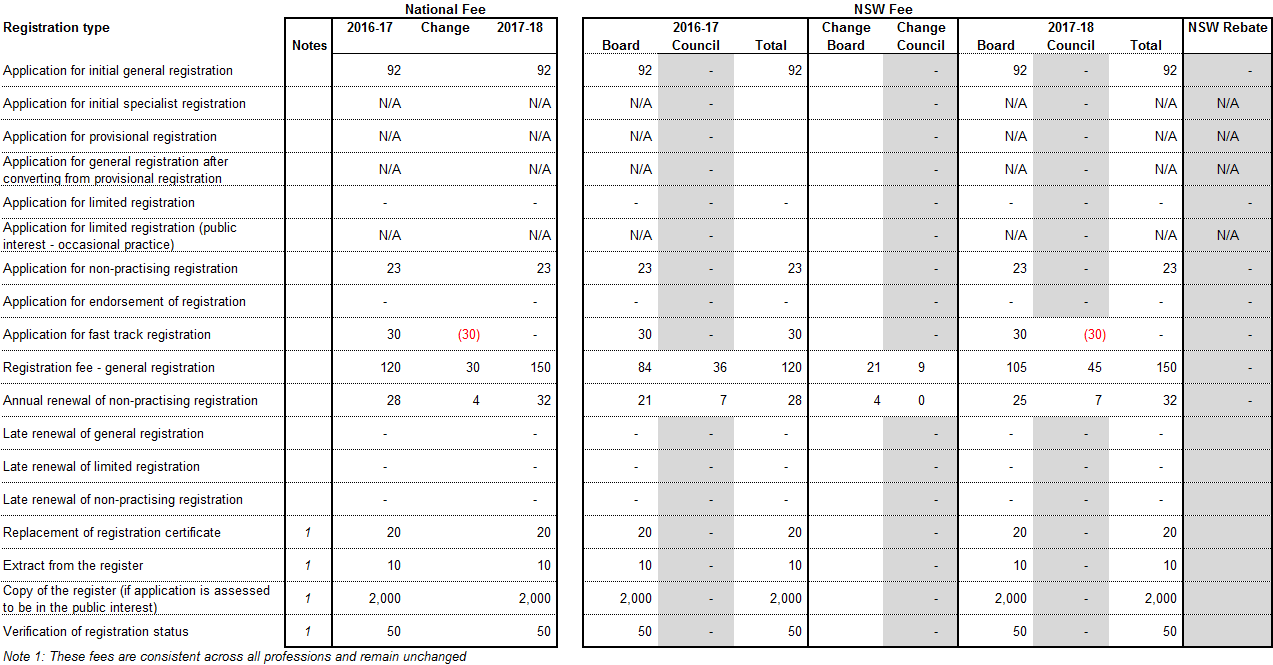 National Fee NSW Fee
Registration type Notes 2016-17 Change 2017-18 2016-17 Change Change 2017-18 NSW Rebate
Board Council Total Board Council Board Council Total
Application for initial general registration 92 92 92 - 92 - 92 - 92 -
Application for initial specialist registration N/A N/A N/A - - N/A - N/A N/A
Application for provisional registration N/A N/A N/A - - N/A - N/A N/A
Application for general registration after
converting from provisional registration N/A N/A N/A - - N/A - N/A N/A
Application for limited registration - - - - - - - - - -
Application for limited registration (public
interest - occasional practice) N/A N/A N/A - - N/A - N/A N/A
Application for non-practising registration 23 23 23 - 23 - 23 - 23 -
Application for endorsement of registration - - - - - - - - - -
Application for fast track registration 30 (30) - 30 - 30 - 30 (30) - -
Registration fee - general registration 120 30 150 84 36 120 21 9 105 45 150 -
Annual renewal of non-practising registration 28 4 32 21 7 28 4 0 25 7 32 -
Late renewal of general registration - - - - - - - - -
Late renewal of limited registration - - - - - - - - -
Late renewal of non-practising registration - - - - - - - - -
Replacement of registration certificate 1 20 20 20 - 20 - 20 - 20
Extract from the register 1 10 10 10 - 10 - 10 - 10
Copy of the register (if application is assessed
to be in the public interest) 1 2,000 2,000 2,000 - 2,000 - 2,000 - 2,000
Verification of registration status 1 50 50 50 - 50 - 50 - 50
Note 1: These fees are consistent across all professions and remain unchanged